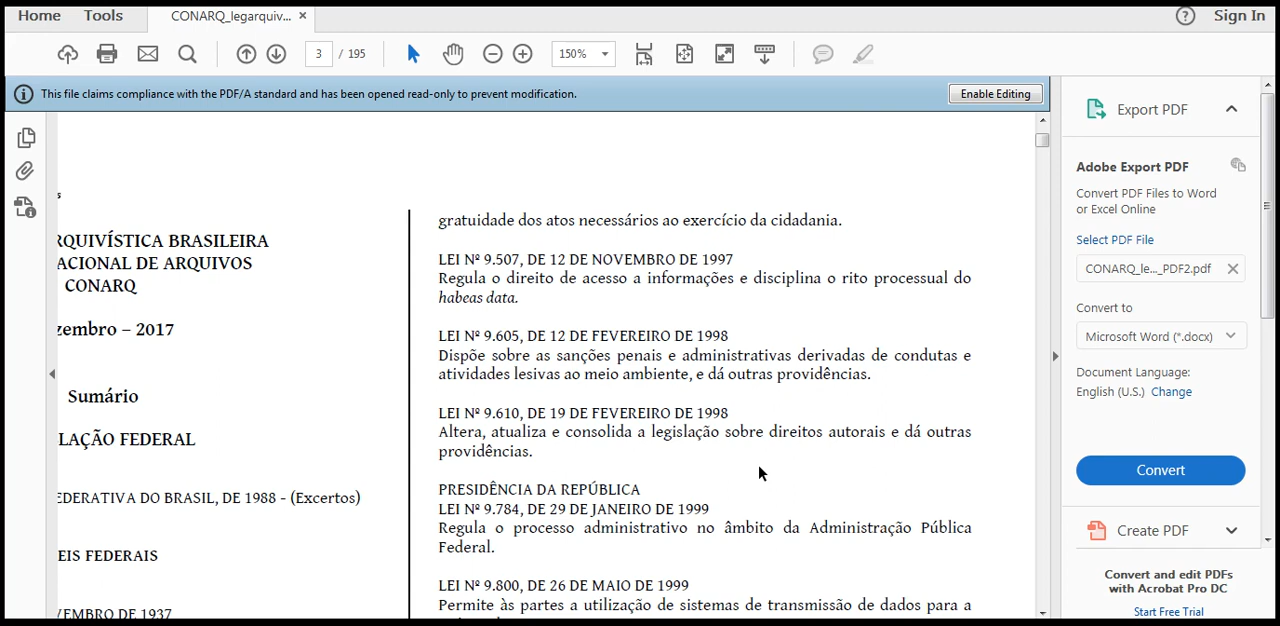 Home
Tools
CONARQ_legarquiv...
Sign In
3 / 195
150%
This file claims compliance with the PDF/A standard and has been opened read-only to prevent modification.
Enable Editing
s
RQUIVÍSTICA BRASILEIRA
ACIONAL DE ARQUIVOS
CONARQ
zembro – 2017
Sumário
LAÇÃO FEDERAL
EDERATIVA DO BRASIL, DE 1988 - (Excertos)
EIS FEDERAIS
VEMBRO DE 1937
gratuidade dos atos necessários ao exercício da cidadania.
LEI Nº 9.507, DE 12 DE NOVEMBRO DE 1997
Regula o direito de acesso a informações e disciplina o rito processual do
habeas data.
LEI Nº 9.605, DE 12 DE FEVEREIRO DE 1998
Dispõe sobre as sanções penais e administrativas derivadas de condutas e
atividades lesivas ao meio ambiente, e dá outras providências.
LEI Nº 9.610, DE 19 DE FEVEREIRO DE 1998
Altera, atualiza e consolida a legislação sobre direitos autorais e dá outras
providências.
PRESIDÊNCIA DA REPÚBLICA
LEI Nº 9.784, DE 29 DE JANEIRO DE 1999
Regula o processo administrativo no âmbito da Administração Pública
Federal.
LEI Nº 9.800, DE 26 DE MAIO DE 1999
Permite às partes a utilização de sistemas de transmissão de dados para a
Export PDF
Adobe Export PDF
Convert PDF Files to Word
or Excel Online
Select PDF File
CONARQ_le..._PDF2.pdf
Convert to
Microsoft Word (*.docx)
Document Language:
English (U.S.) Change
Convert
Create PDF
Convert and edit PDFs
with Acrobat Pro DC
Start Free Trial